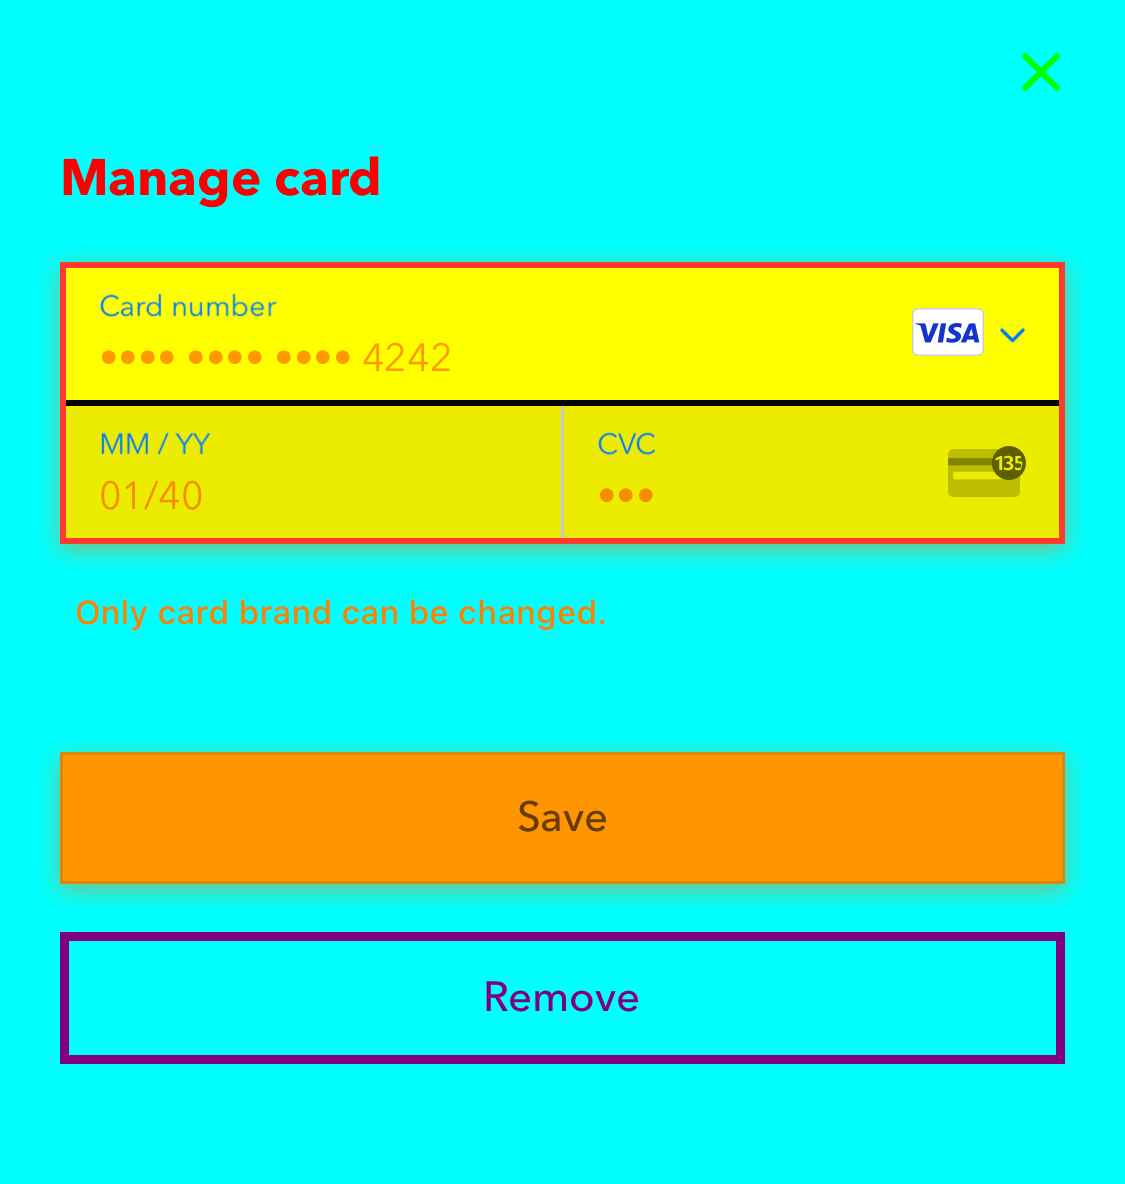 Manage card
Card number
VISA
•••• •••• •••• 4242
MM / YY
CVC
135
01/40
•••
Only card brand can be changed.
Save
Remove